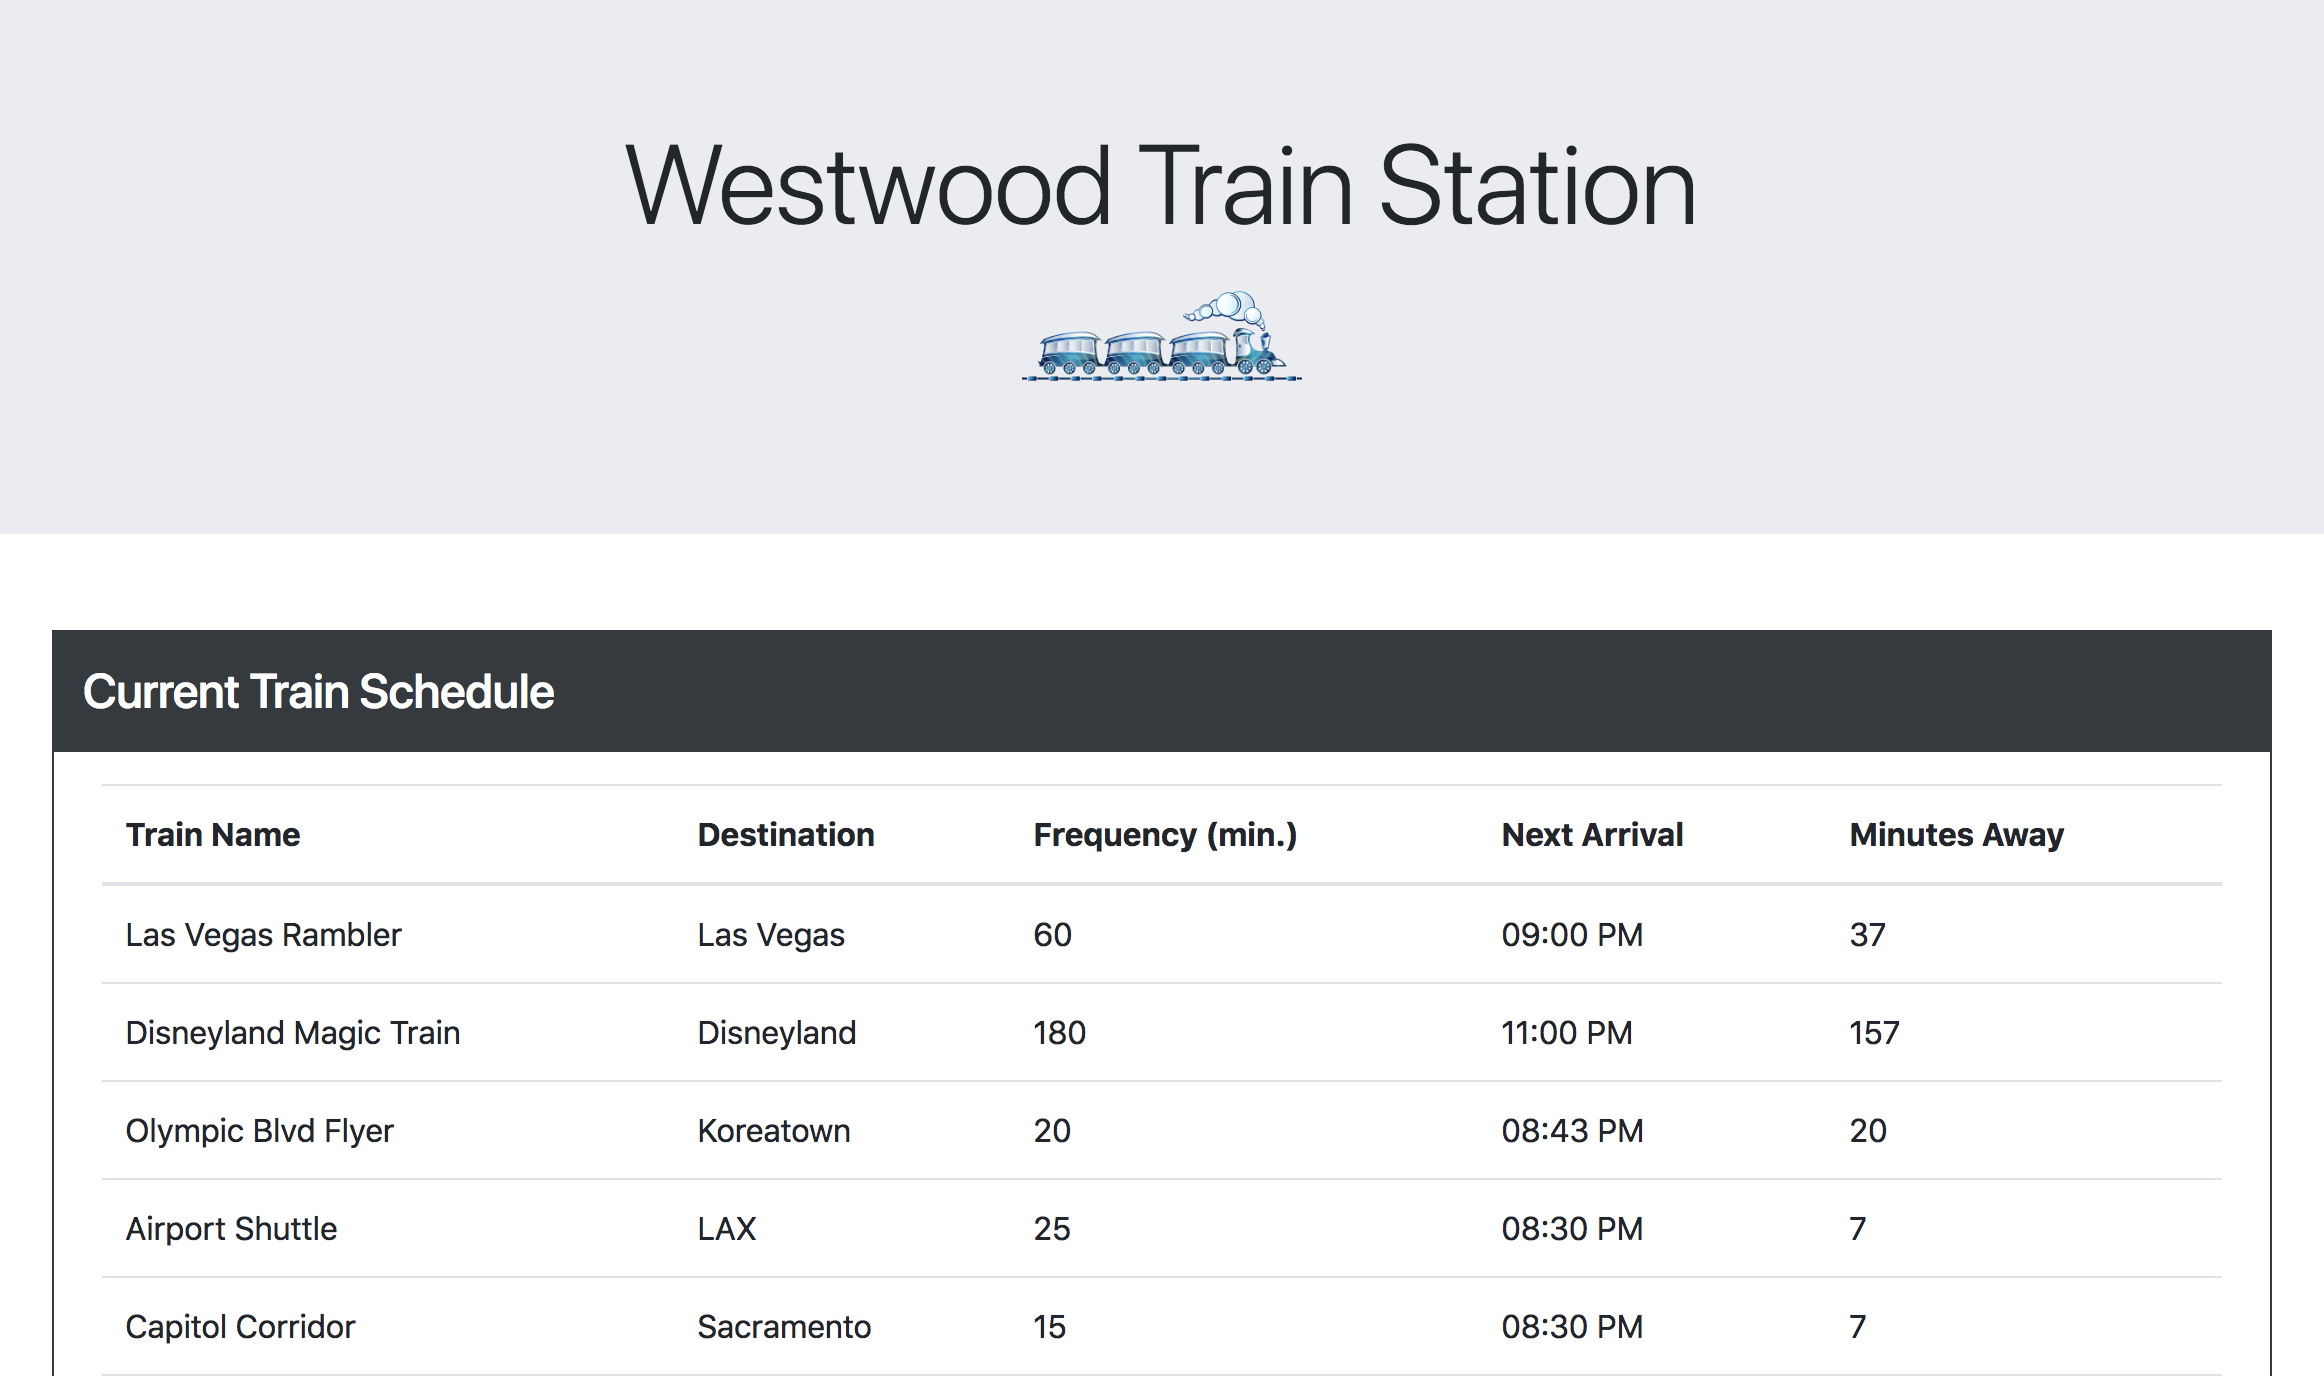 Westwood Train Station
Current Train Schedule
Train Name Destination Frequency (min.) Next Arrival Minutes Away
Las Vegas Rambler Las Vegas 60 09:00 PM 37
Disneyland Magic Train Disneyland 180 11:00 PM 157
Olympic Blvd Flyer Koreatown 20 08:43 PM 20
Airport Shuttle LAX 25 08:30 PM 7
Capitol Corridor Sacramento 15 08:30 PM 7